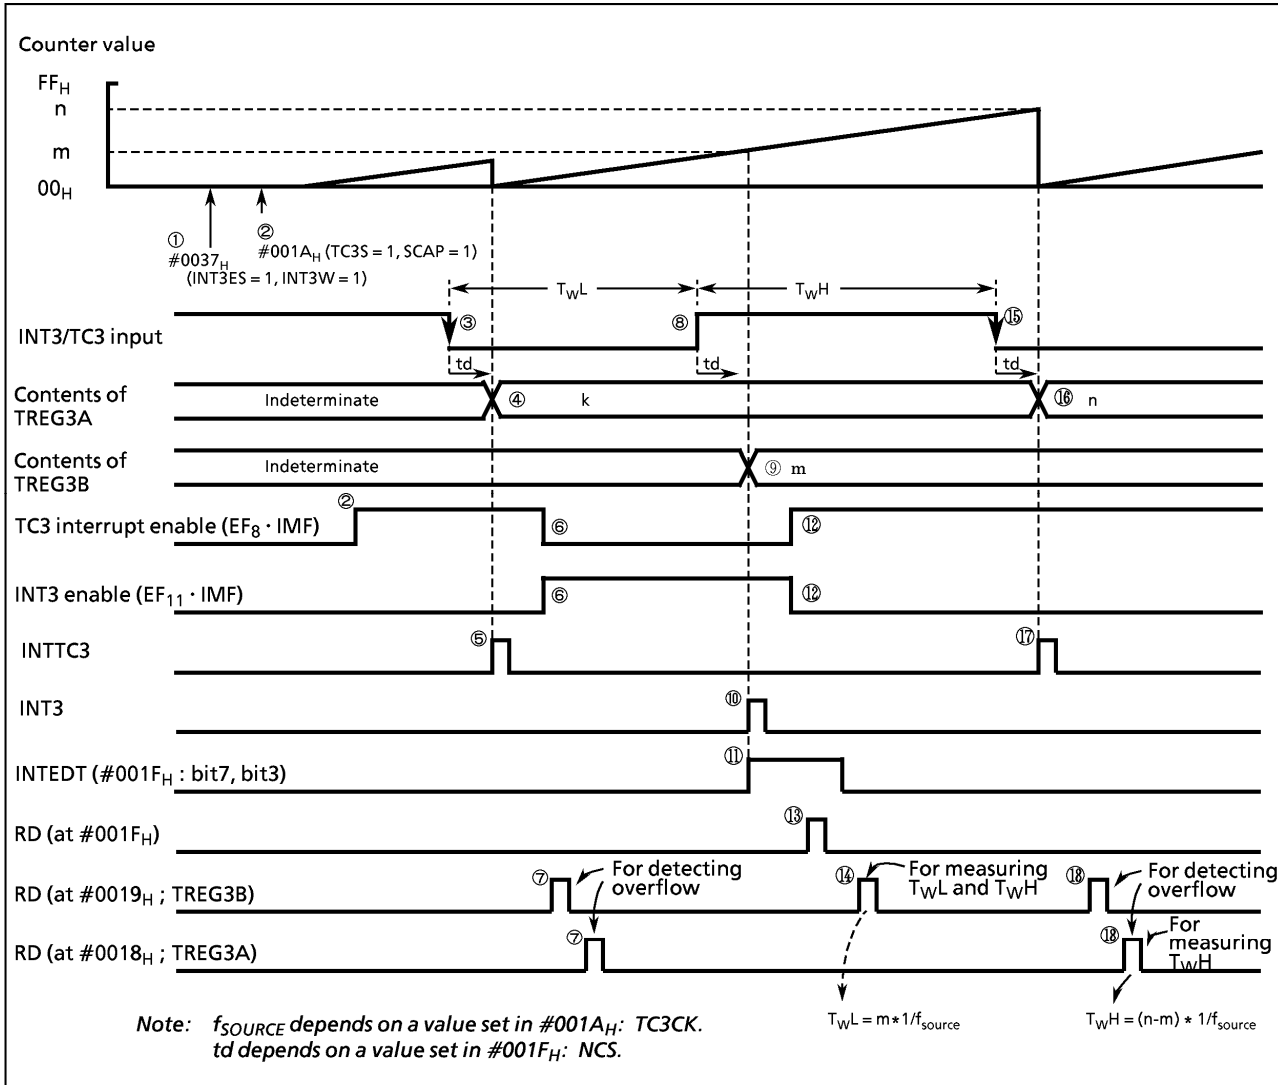 Counter value
FFH
n
m
00H
①
#0037H
(INT3ES = 1, INT3W = 1)
②
#001AH (TC3S = 1, SCAP = 1)
TWL
TWH
INT3/TC3 input
③
⑧
⑮
td
td
td
Contents of
TREG3A
Indeterminate
④
k
⑯
n
Contents of
TREG3B
Indeterminate
⑨
m
TC3 interrupt enable (EF8 · IMF)
②
⑥
⑫
INT3 enable (EF11 · IMF)
⑥
⑫
INTTC3
⑤
⑰
INT3
⑩
INTEDT (#001FH : bit7, bit3)
⑪
RD (at #001FH)
⑬
RD (at #0019H ; TREG3B)
⑦
For detecting
overflow
⑭
For measuring
TWL and TWH
⑱
For detecting
overflow
RD (at #0018H ; TREG3A)
⑦
⑱
For
measuring
TWH
TWL = m*1/fsource
TWH = (n-m) * 1/fsource
Note: fSOURCE depends on a value set in #001AH: TC3CK.
td depends on a value set in #001FH: NCS.